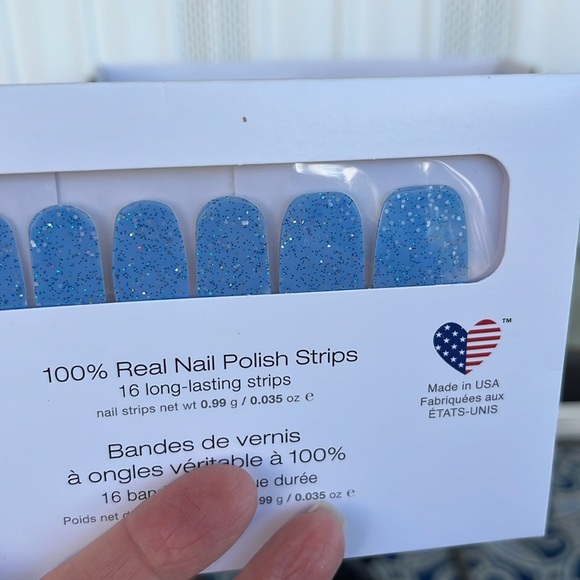 100% Real Nail Polish Strips
16 long-lasting strips
nail strips net wt 0.99 g / 0.035 oz ℮
Bandes de vernis
à ongles véritable à 100%
16 durée
Poids net 99 g / 0.035 oz ℮
™
Made in USA
Fabriquées aux
ÉTATS-UNIS